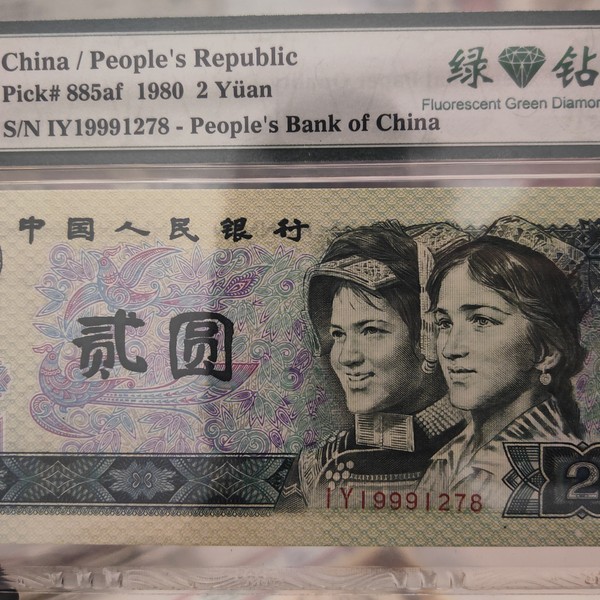 China / People's Republic
Pick# 885af 1980 2 Yüan
S/N IY19991278 - People's Bank of China
绿 钻
Fluorescent Green Diamon
中国人民银行
贰圆
IY19991278
2